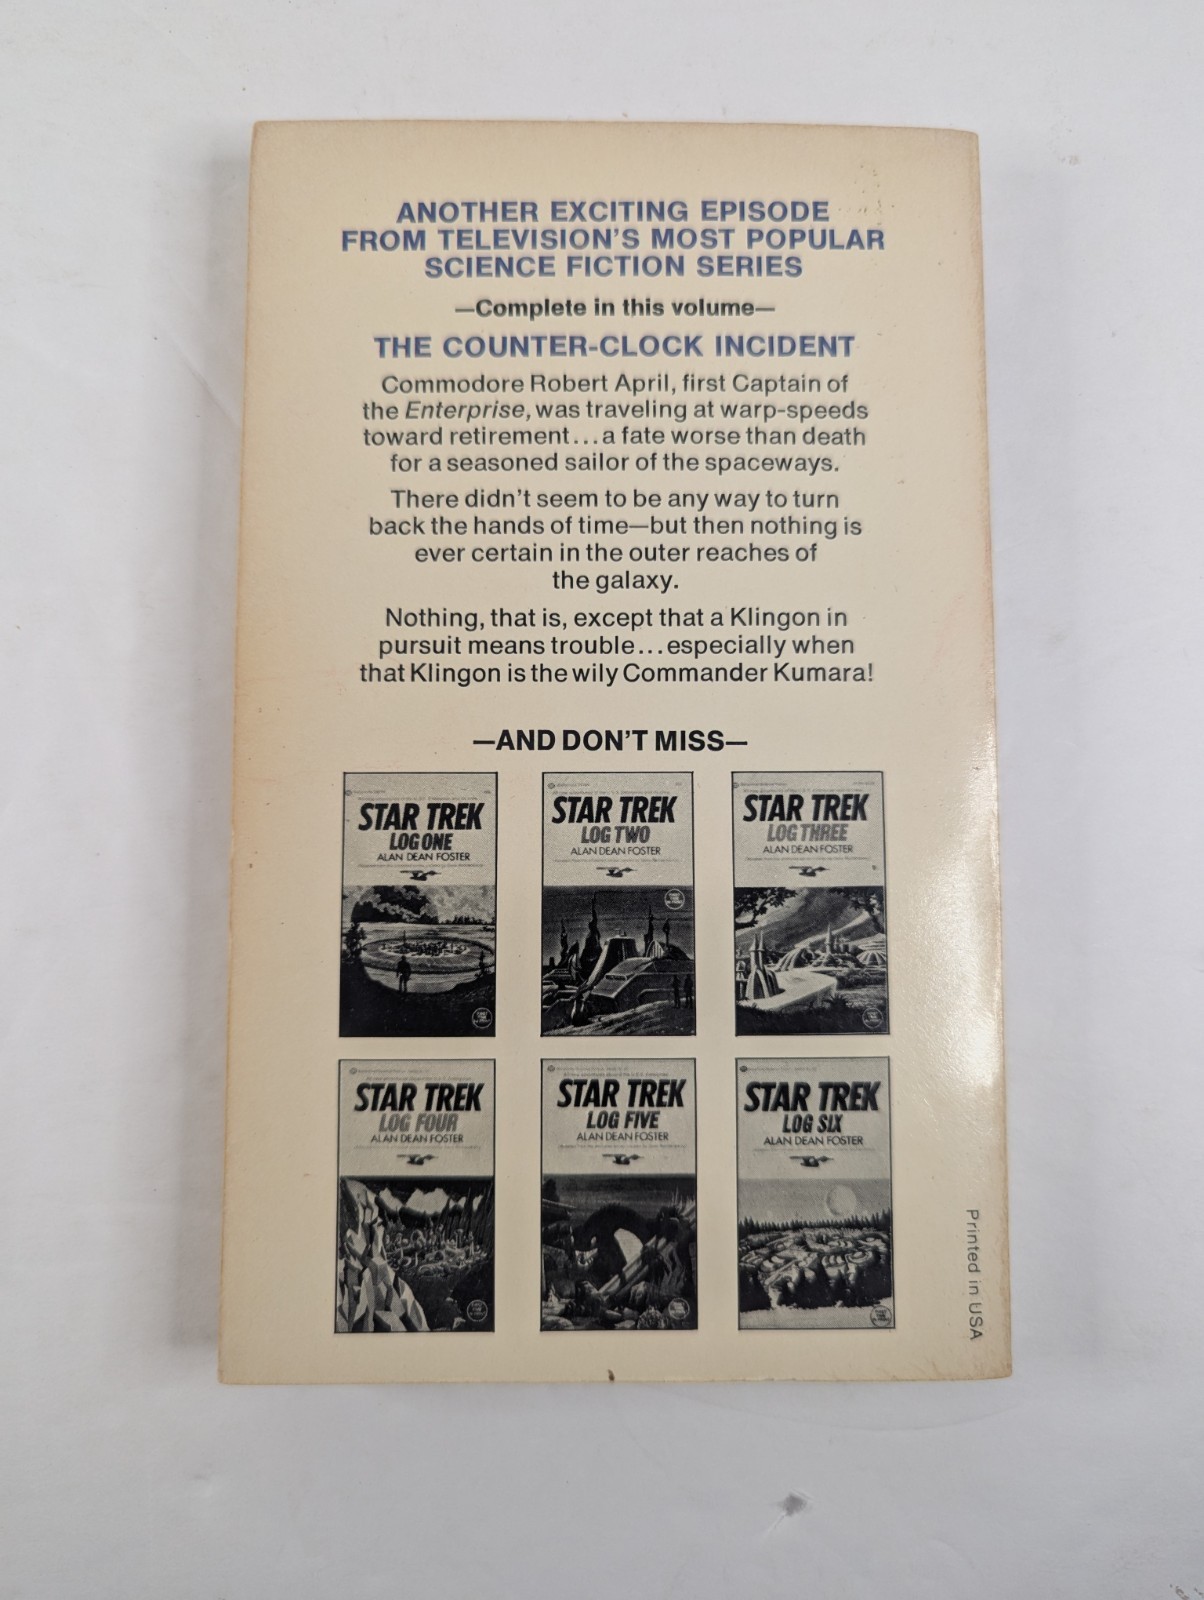 ANOTHER EXCITING EPISODE
FROM TELEVISION'S MOST POPULAR
SCIENCE FICTION SERIES
—Complete in this volume—
THE COUNTER-CLOCK INCIDENT
Commodore Robert April, first Captain of
the Enterprise, was traveling at warp-speeds
toward retirement...a fate worse than death
for a seasoned sailor of the spaceways.
There didn't seem to be any way to turn
back the hands of time—but then nothing is
ever certain in the outer reaches of
the galaxy.
Nothing, that is, except that a Klingon in
pursuit means trouble...especially when
that Klingon is the wily Commander Kumara!
—AND DON'T MISS—
STAR TREK
LOG ONE
ALAN DEAN FOSTER
STAR TREK
LOG TWO
ALAN DEAN FOSTER
STAR TREK
LOG THREE
ALAN DEAN FOSTER
STAR TREK
LOG FOUR
ALAN DEAN FOSTER
STAR TREK
LOG FIVE
ALAN DEAN FOSTER
STAR TREK
LOG SIX
ALAN DEAN FOSTER
Printed in USA